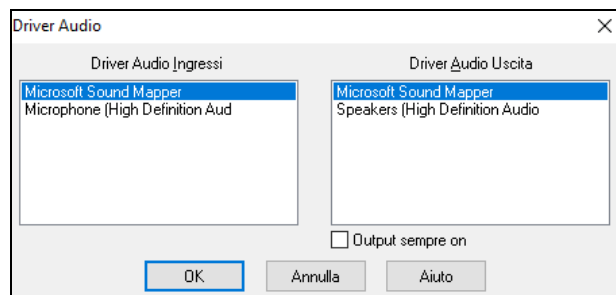 Driver Audio
Driver Audio Ingressi
Microsoft Sound Mapper
Microphone (High Definition Aud
Driver Audio Uscita
Microsoft Sound Mapper
Speakers (High Definition Audio
Output sempre on
OK
Annulla
Aiuto